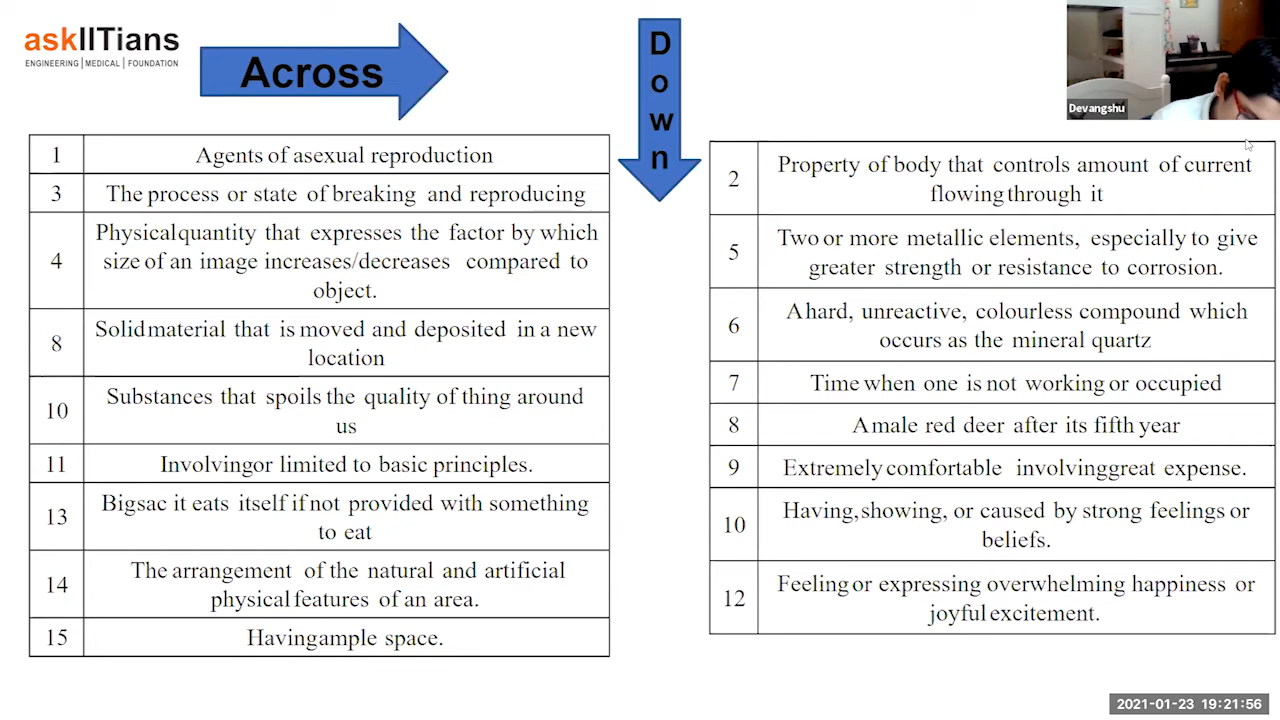 askIITians
ENGINEERING | MEDICAL | FOUNDATION
Across
Down
Devangshu
1 Agents of asexual reproduction
3 The process or state of breaking and reproducing
4 Physicalquantity that expresses the factor by which
size of an image increases/decreases compared to
object.
8 Solidmaterial that is moved and deposited in a new
location
10 Substances that spoils the quality of thing around
us
11 Involvingor limited to basic principles.
13 Bigsac it eats itself if not provided with something
to eat
14 The arrangement of the natural and artificial
physical features of an area.
15 Havingample space.
2 Property of body that controls amount of current
flowing through it
5 Two or more metallic elements, especially to give
greater strength or resistance to corrosion.
6 Ahard, unreactive, colourless compound which
occurs as the mineral quartz
7 Time when one is not working or occupied
8 Amale red deer after its fifth year
9 Extremely comfortable involvinggreat expense.
10 Having, showing, or caused by strong feelings or
beliefs.
12 Feeling or expressing overwhelming happiness or
joyful excitement.
2021-01-23 19:21:56